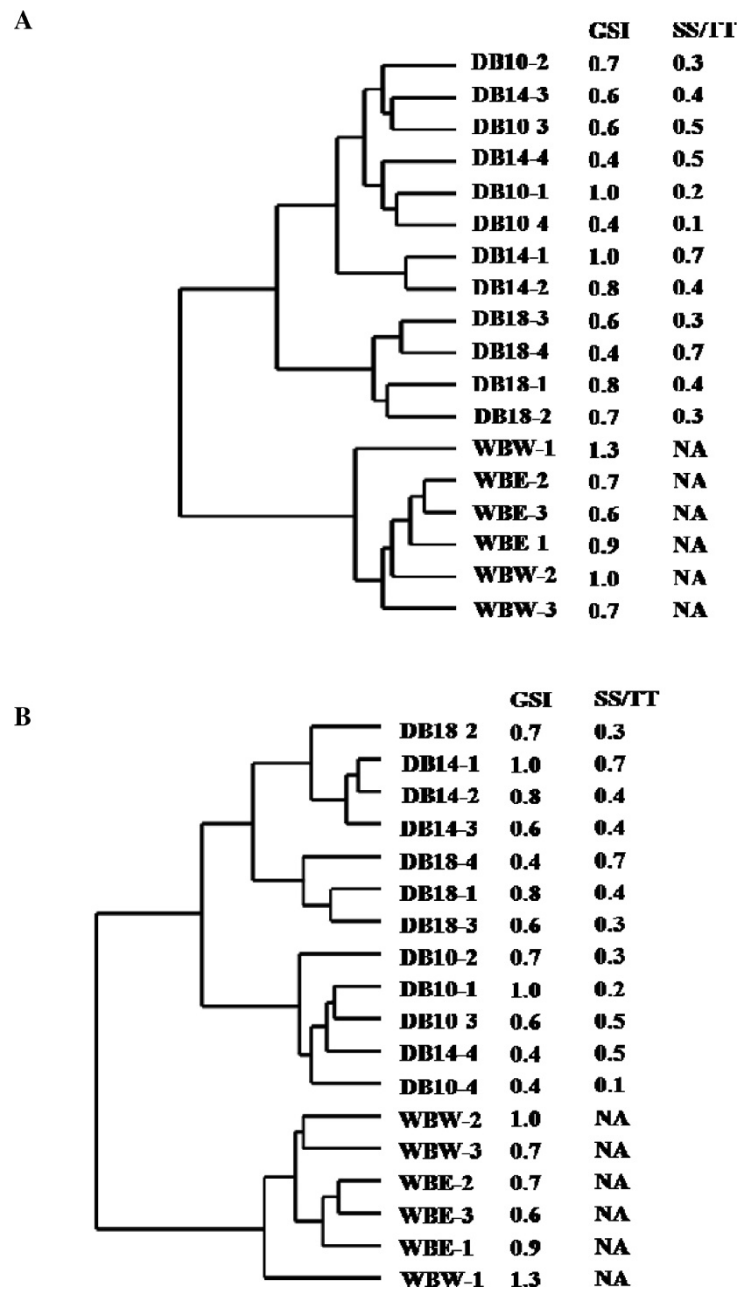 A
GSI SS/TT
DB10-2 0.7 0.3
DB14-3 0.6 0.4
DB10 3 0.6 0.5
DB14-4 0.4 0.5
DB10-1 1.0 0.2
DB10 4 0.4 0.1
DB14-1 1.0 0.7
DB14-2 0.8 0.4
DB18-3 0.6 0.3
DB18-4 0.4 0.7
DB18-1 0.8 0.4
DB18-2 0.7 0.3
WBW-1 1.3 NA
WBE-2 0.7 NA
WBE-3 0.6 NA
WBE 1 0.9 NA
WBW-2 1.0 NA
WBW-3 0.7 NA
B
GSI SS/TT
DB18 2 0.7 0.3
DB14-1 1.0 0.7
DB14-2 0.8 0.4
DB14-3 0.6 0.4
DB18-4 0.4 0.7
DB18-1 0.8 0.4
DB18-3 0.6 0.3
DB10-2 0.7 0.3
DB10-1 1.0 0.2
DB10 3 0.6 0.5
DB14-4 0.4 0.5
DB10-4 0.4 0.1
WBW-2 1.0 NA
WBW-3 0.7 NA
WBE-2 0.7 NA
WBE-3 0.6 NA
WBE-1 0.9 NA
WBW-1 1.3 NA